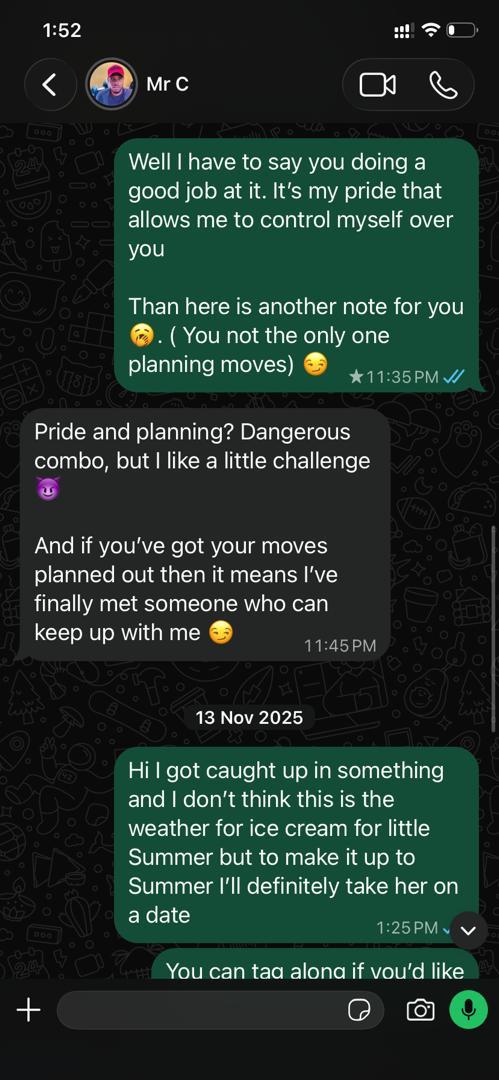 1:52
Mr C
Well I have to say you doing a
good job at it. It’s my pride that
allows me to control myself over
you
Than here is another note for you
🥱. ( You not the only one
planning moves) 😏
11:35 PM
Pride and planning? Dangerous
combo, but I like a little challenge
😈
And if you’ve got your moves
planned out then it means I’ve
finally met someone who can
keep up with me 😏
11:45 PM
13 Nov 2025
Hi I got caught up in something
and I don’t think this is the
weather for ice cream for little
Summer but to make it up to
Summer I’ll definitely take her on
a date
1:25 PM
You can tag along if you’d like